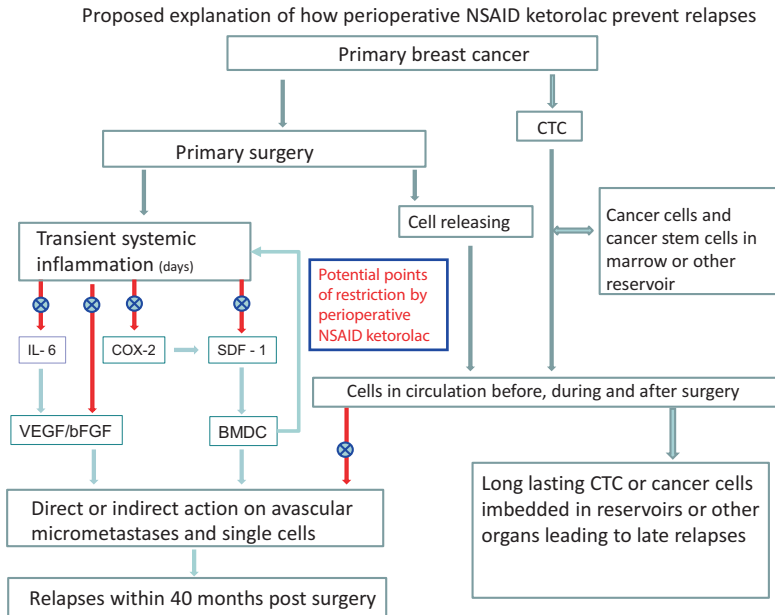 Proposed explanation of how perioperative NSAID ketorolac prevent relapses
Primary breast cancer
CTC
Primary surgery
Cell releasing
Cancer cells and
cancer stem cells in
marrow or other
reservoir
Transient systemic
inflammation (days)
Potential points
of restriction by
perioperative
NSAID ketorolac
IL- 6
COX-2
SDF - 1
Cells in circulation before, during and after surgery
VEGF/bFGF
BMDC
Long lasting CTC or cancer cells
imbedded in reservoirs or other
organs leading to late relapses
Direct or indirect action on avascular
micrometastases and single cells
Relapses within 40 months post surgery